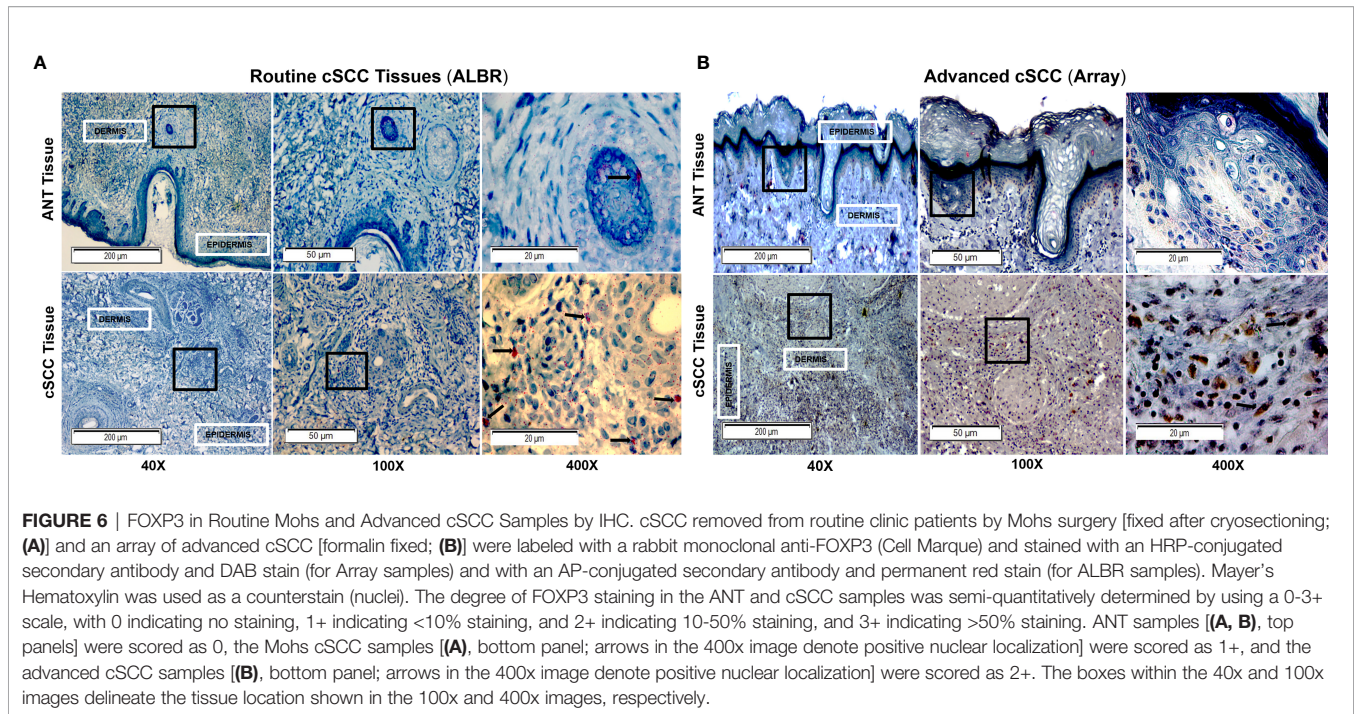 A
Routine cSCC Tissues (ALBR)
ANT Tissue
DERMIS
EPIDERMIS
200 µm
50 µm
20 µm
cSCC Tissue
DERMIS
EPIDERMIS
200 µm
50 µm
20 µm
40X
100X
400X
B
Advanced cSCC (Array)
ANT Tissue
EPIDERMIS
DERMIS
200 µm
50 µm
20 µm
cSCC Tissue
EPIDERMIS
DERMIS
200 µm
50 µm
20 µm
40X
100X
400X
FIGURE 6 | FOXP3 in Routine Mohs and Advanced cSCC Samples by IHC. cSCC removed from routine clinic patients by Mohs surgery [fixed after cryosectioning;
(A)] and an array of advanced cSCC [formalin fixed; (B)] were labeled with a rabbit monoclonal anti-FOXP3 (Cell Marque) and stained with an HRP-conjugated
secondary antibody and DAB stain (for Array samples) and with an AP-conjugated secondary antibody and permanent red stain (for ALBR samples). Mayer's
Hematoxylin was used as a counterstain (nuclei). The degree of FOXP3 staining in the ANT and cSCC samples was semi-quantitatively determined by using a 0-3+
scale, with 0 indicating no staining, 1+ indicating <10% staining, and 2+ indicating 10-50% staining, and 3+ indicating >50% staining. ANT samples [(A, B), top
panels] were scored as 0, the Mohs cSCC samples [(A), bottom panel; arrows in the 400x image denote positive nuclear localization] were scored as 1+, and the
advanced cSCC samples [(B), bottom panel; arrows in the 400x image denote positive nuclear localization] were scored as 2+. The boxes within the 40x and 100x
images delineate the tissue location shown in the 100x and 400x images, respectively.